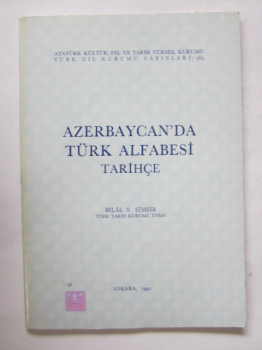 ATATÜRK KÜLTÜR, DİL VE TARİH YÜKSEK KURUMU
TÜRK DİL KURUMU YAYINLARI:
AZERBAYCAN'DA
TÜRK ALFABESİ
TARİHÇE
BİLÂL N. ŞİMŞİR
TÜRK TARİH KURUMU ÜYESİ
ANKARA, 1991